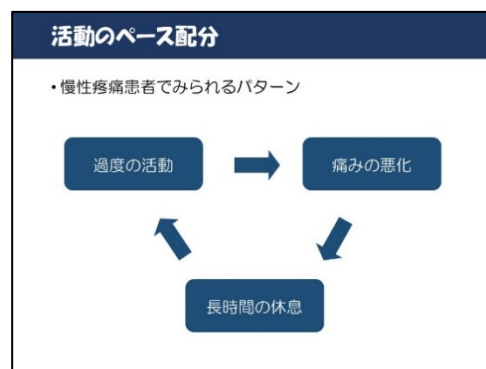 活動のペース配分
•慢性疼痛患者でみられるパターン
過度の活動
痛みの悪化
長時間の休息